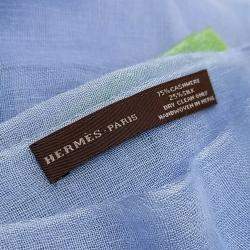 HERMÈS-PARIS
75% CASHMERE
25% SILK
DRY CLEAN ONLY
HANDWOVEN IN NEPAL